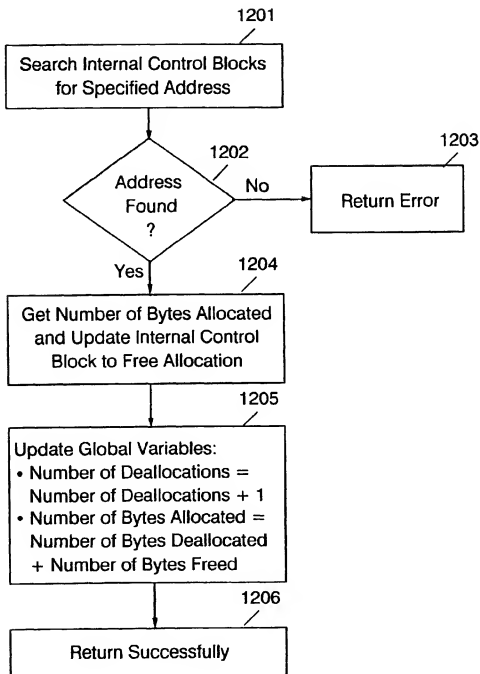 1201
Search Internal Control Blocks
for Specified Address
1202
Address
Found
?
No
1203
Return Error
Yes
1204
Get Number of Bytes Allocated
and Update Internal Control
Block to Free Allocation
1205
Update Global Variables:
• Number of Deallocations =
Number of Deallocations + 1
• Number of Bytes Allocated =
Number of Bytes Deallocated
+ Number of Bytes Freed
1206
Return Successfully